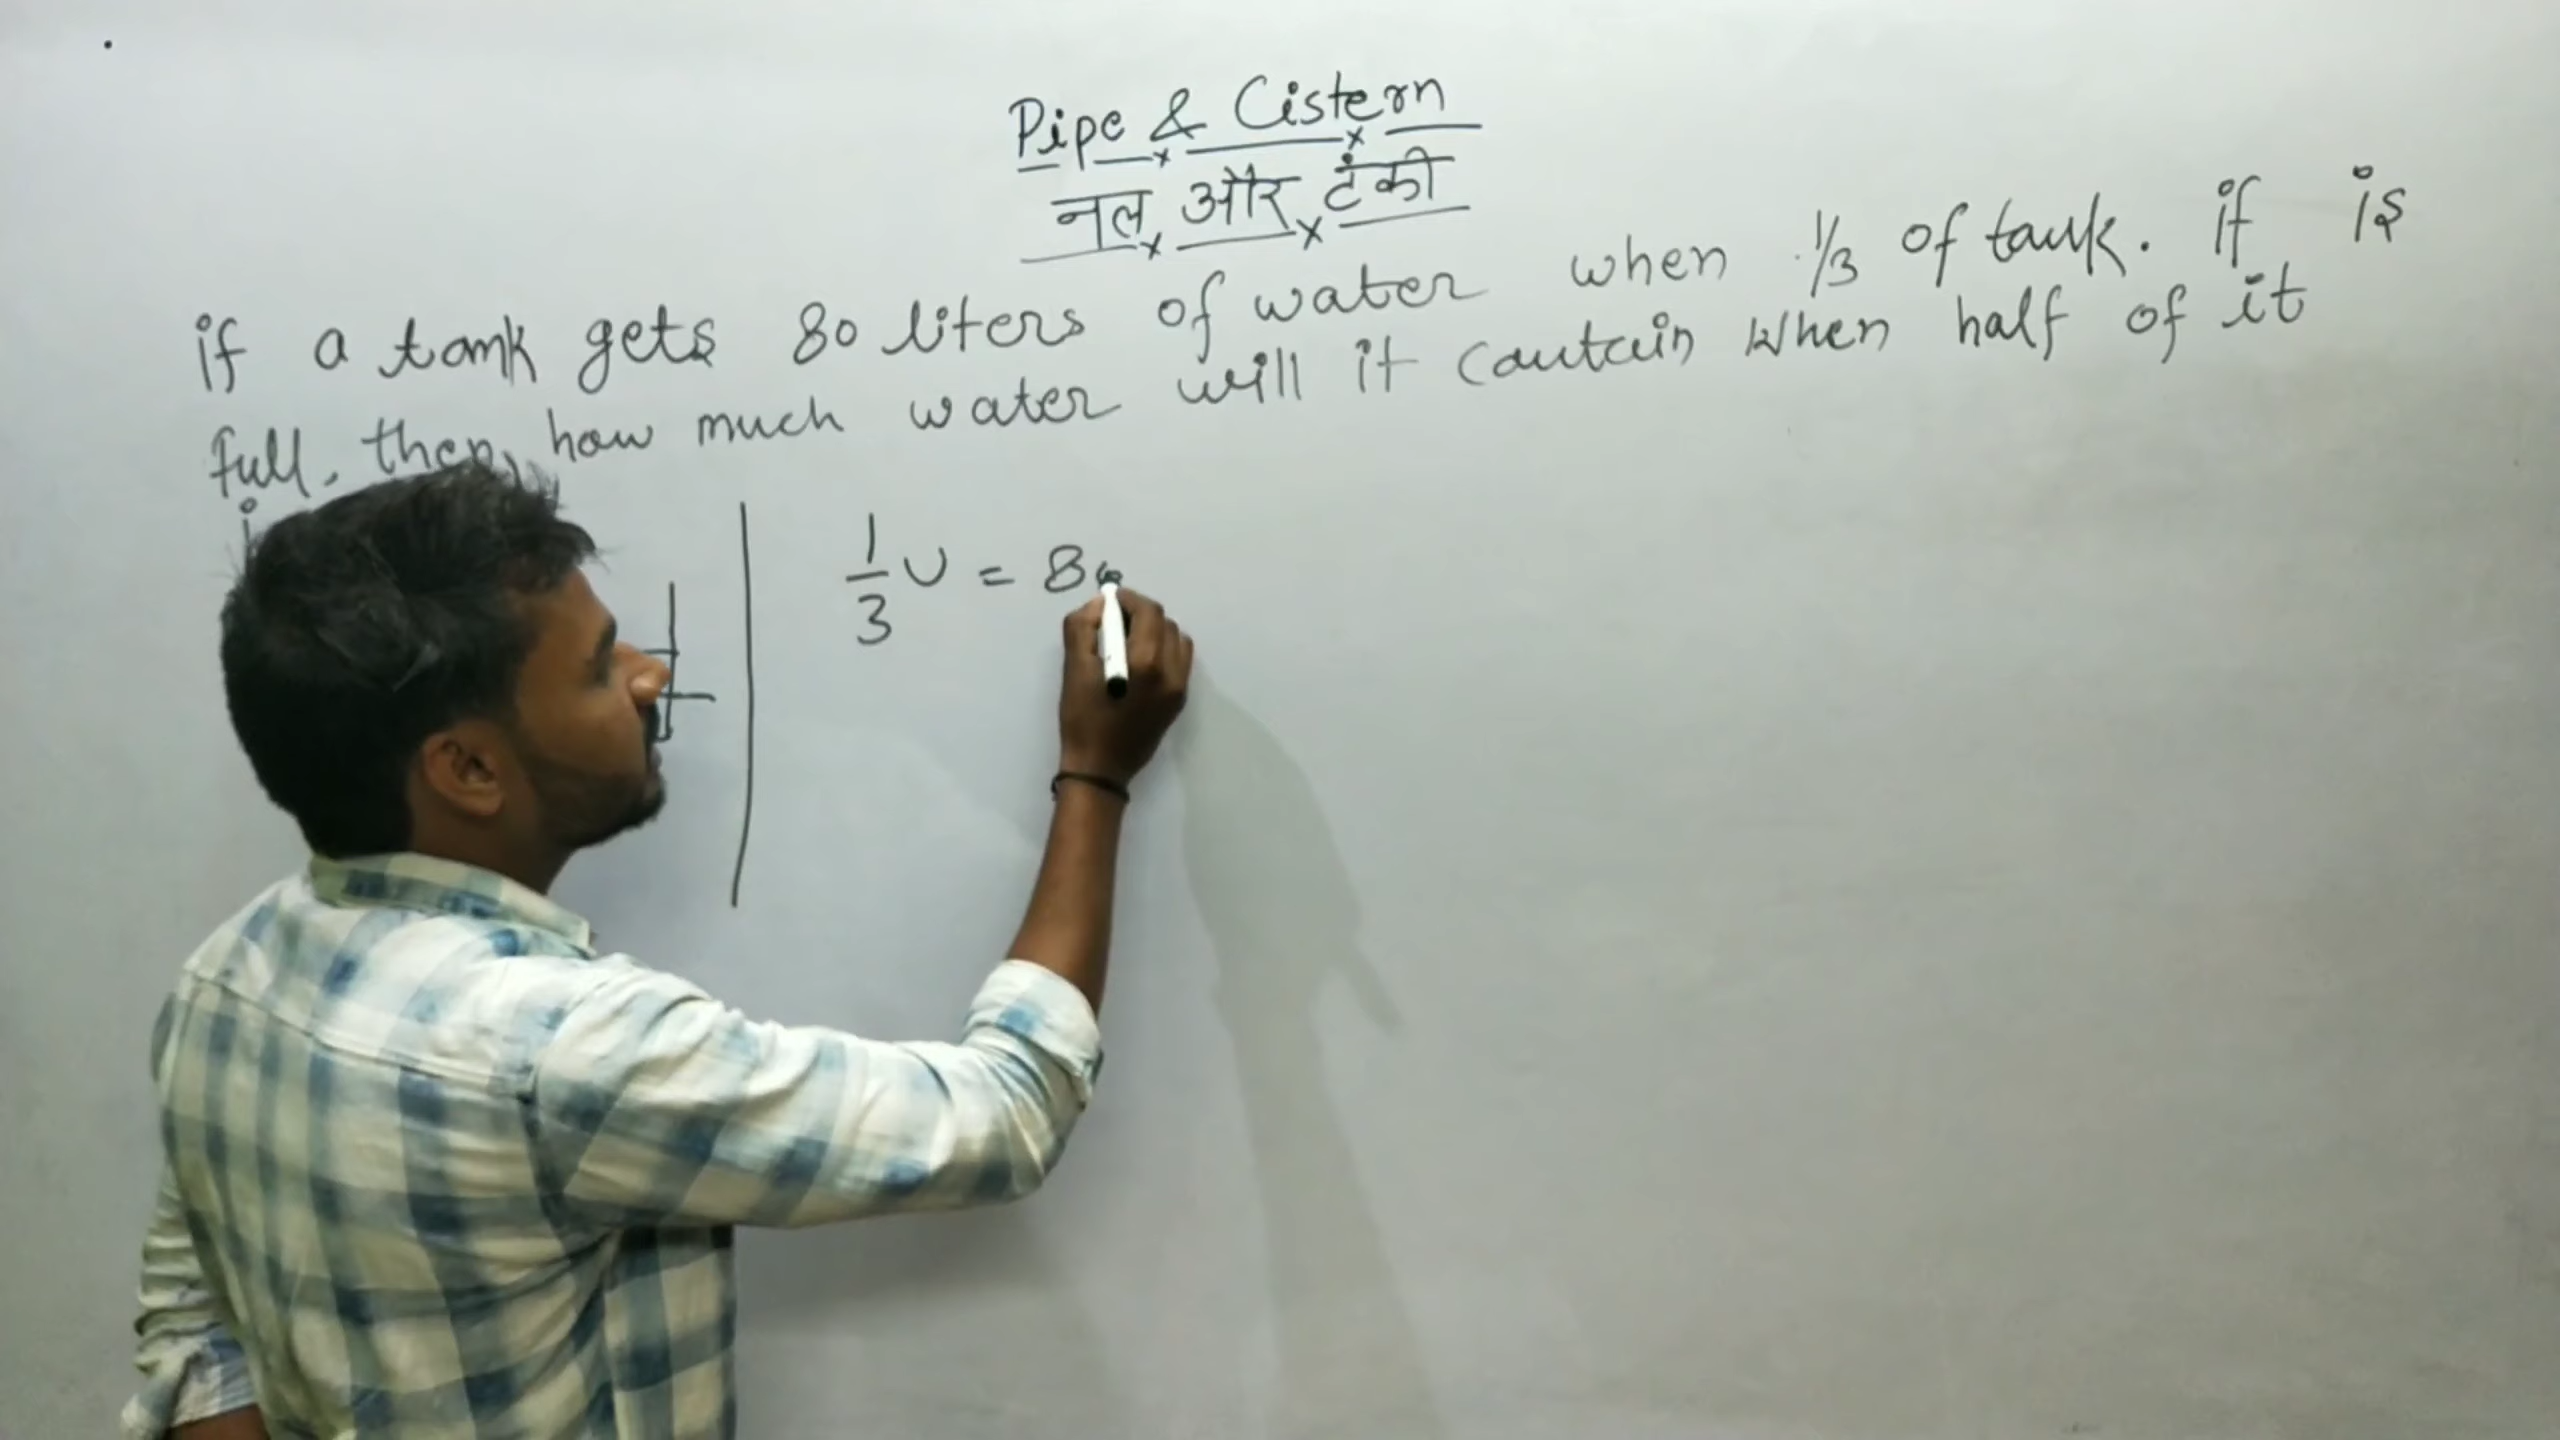 Pipe & Cistern
नल और टंकी
if a tank gets 80 liters of water when 1/3 of tank. if is
full, then, how much water will it contain when half of it
1/3 U = 80